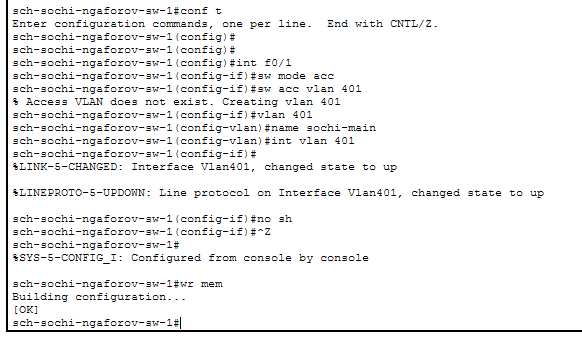 sch-sochi-ngaforov-sw-1#conf t
Enter configuration commands, one per line.  End with CNTL/Z.
sch-sochi-ngaforov-sw-1(config)#
sch-sochi-ngaforov-sw-1(config)#
sch-sochi-ngaforov-sw-1(config)#int f0/1
sch-sochi-ngaforov-sw-1(config-if)#sw mode acc
sch-sochi-ngaforov-sw-1(config-if)#sw acc vlan 401
% Access VLAN does not exist. Creating vlan 401
sch-sochi-ngaforov-sw-1(config-if)#vlan 401
sch-sochi-ngaforov-sw-1(config-vlan)#name sochi-main
sch-sochi-ngaforov-sw-1(config-vlan)#int vlan 401
sch-sochi-ngaforov-sw-1(config-if)#
%LINK-5-CHANGED: Interface Vlan401, changed state to up
%LINEPROTO-5-UPDOWN: Line protocol on Interface Vlan401, changed state to up
sch-sochi-ngaforov-sw-1(config-if)#no sh
sch-sochi-ngaforov-sw-1(config-if)#^Z
sch-sochi-ngaforov-sw-1#
%SYS-5-CONFIG_I: Configured from console by console
sch-sochi-ngaforov-sw-1#wr mem
Building configuration...
[OK]
sch-sochi-ngaforov-sw-1#